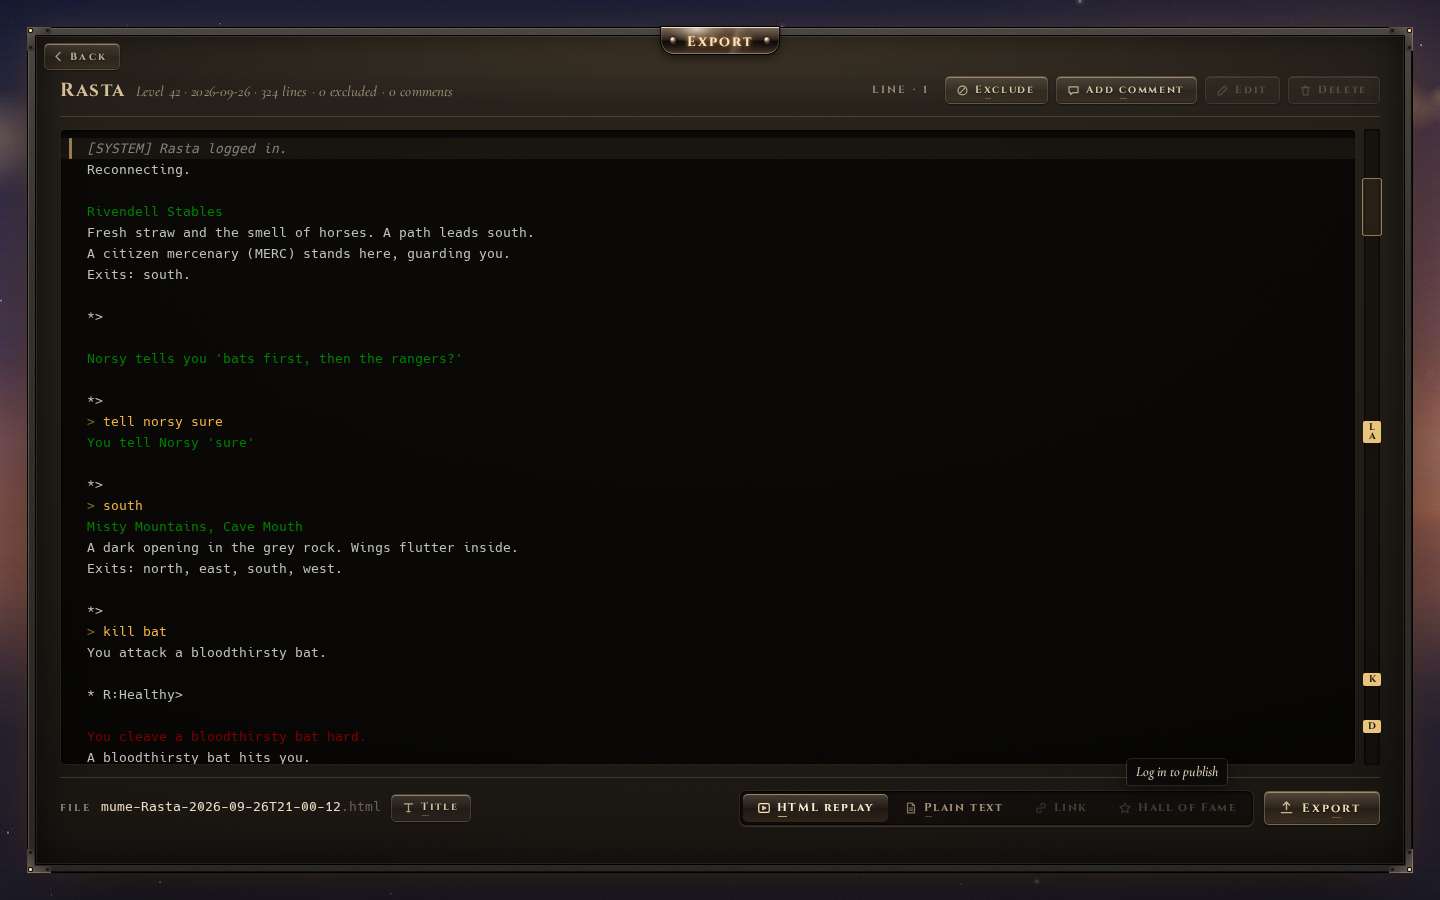 EXPORT
BACK
RASTA Level 42 · 2026-09-26 · 324 lines · 0 excluded · 0 comments LINE · 1 EXCLUDE ADD COMMENT EDIT DELETE
[SYSTEM] Rasta logged in.
Reconnecting.
Rivendell Stables
Fresh straw and the smell of horses. A path leads south.
A citizen mercenary (MERC) stands here, guarding you.
Exits: south.
*>
Norsy tells you 'bats first, then the rangers?'
*>
> tell norsy sure
You tell Norsy 'sure'
*>
> south
Misty Mountains, Cave Mouth
A dark opening in the grey rock. Wings flutter inside.
Exits: north, east, south, west.
*>
> kill bat
You attack a bloodthirsty bat.
* R:Healthy>
You cleave a bloodthirsty bat hard.
A bloodthirsty bat hits you.
L
A
K
D
Log in to publish
FILE mume-Rasta-2026-09-26T21-00-12.html TITLE HTML REPLAY PLAIN TEXT LINK HALL OF FAME EXPORT